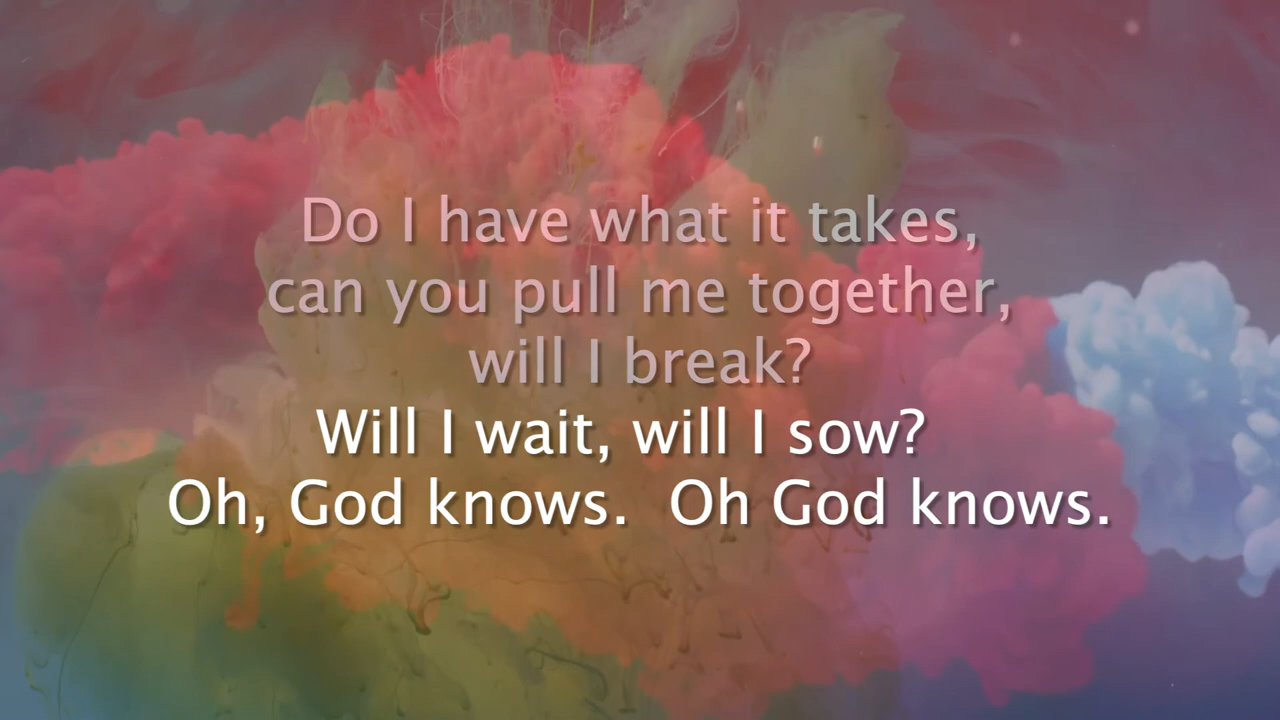 Do I have what it takes,
can you pull me together,
will I break?
Will I wait, will I sow?
Oh, God knows.  Oh God knows.